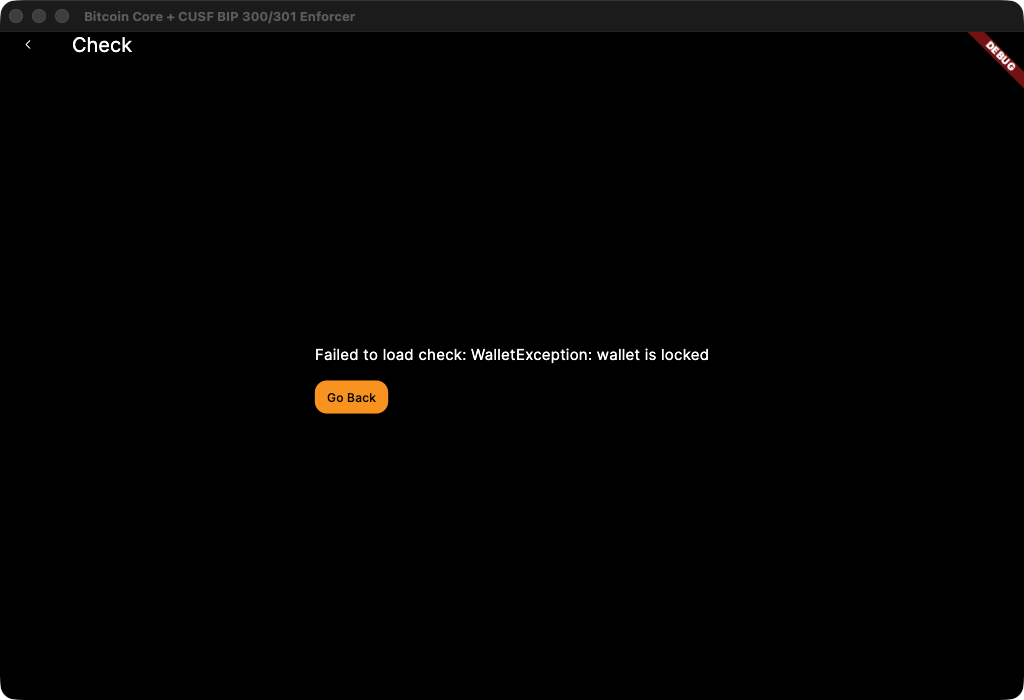 Bitcoin Core + CUSF BIP 300/301 Enforcer
Check
DEBUG
Failed to load check: WalletException: wallet is locked
Go Back